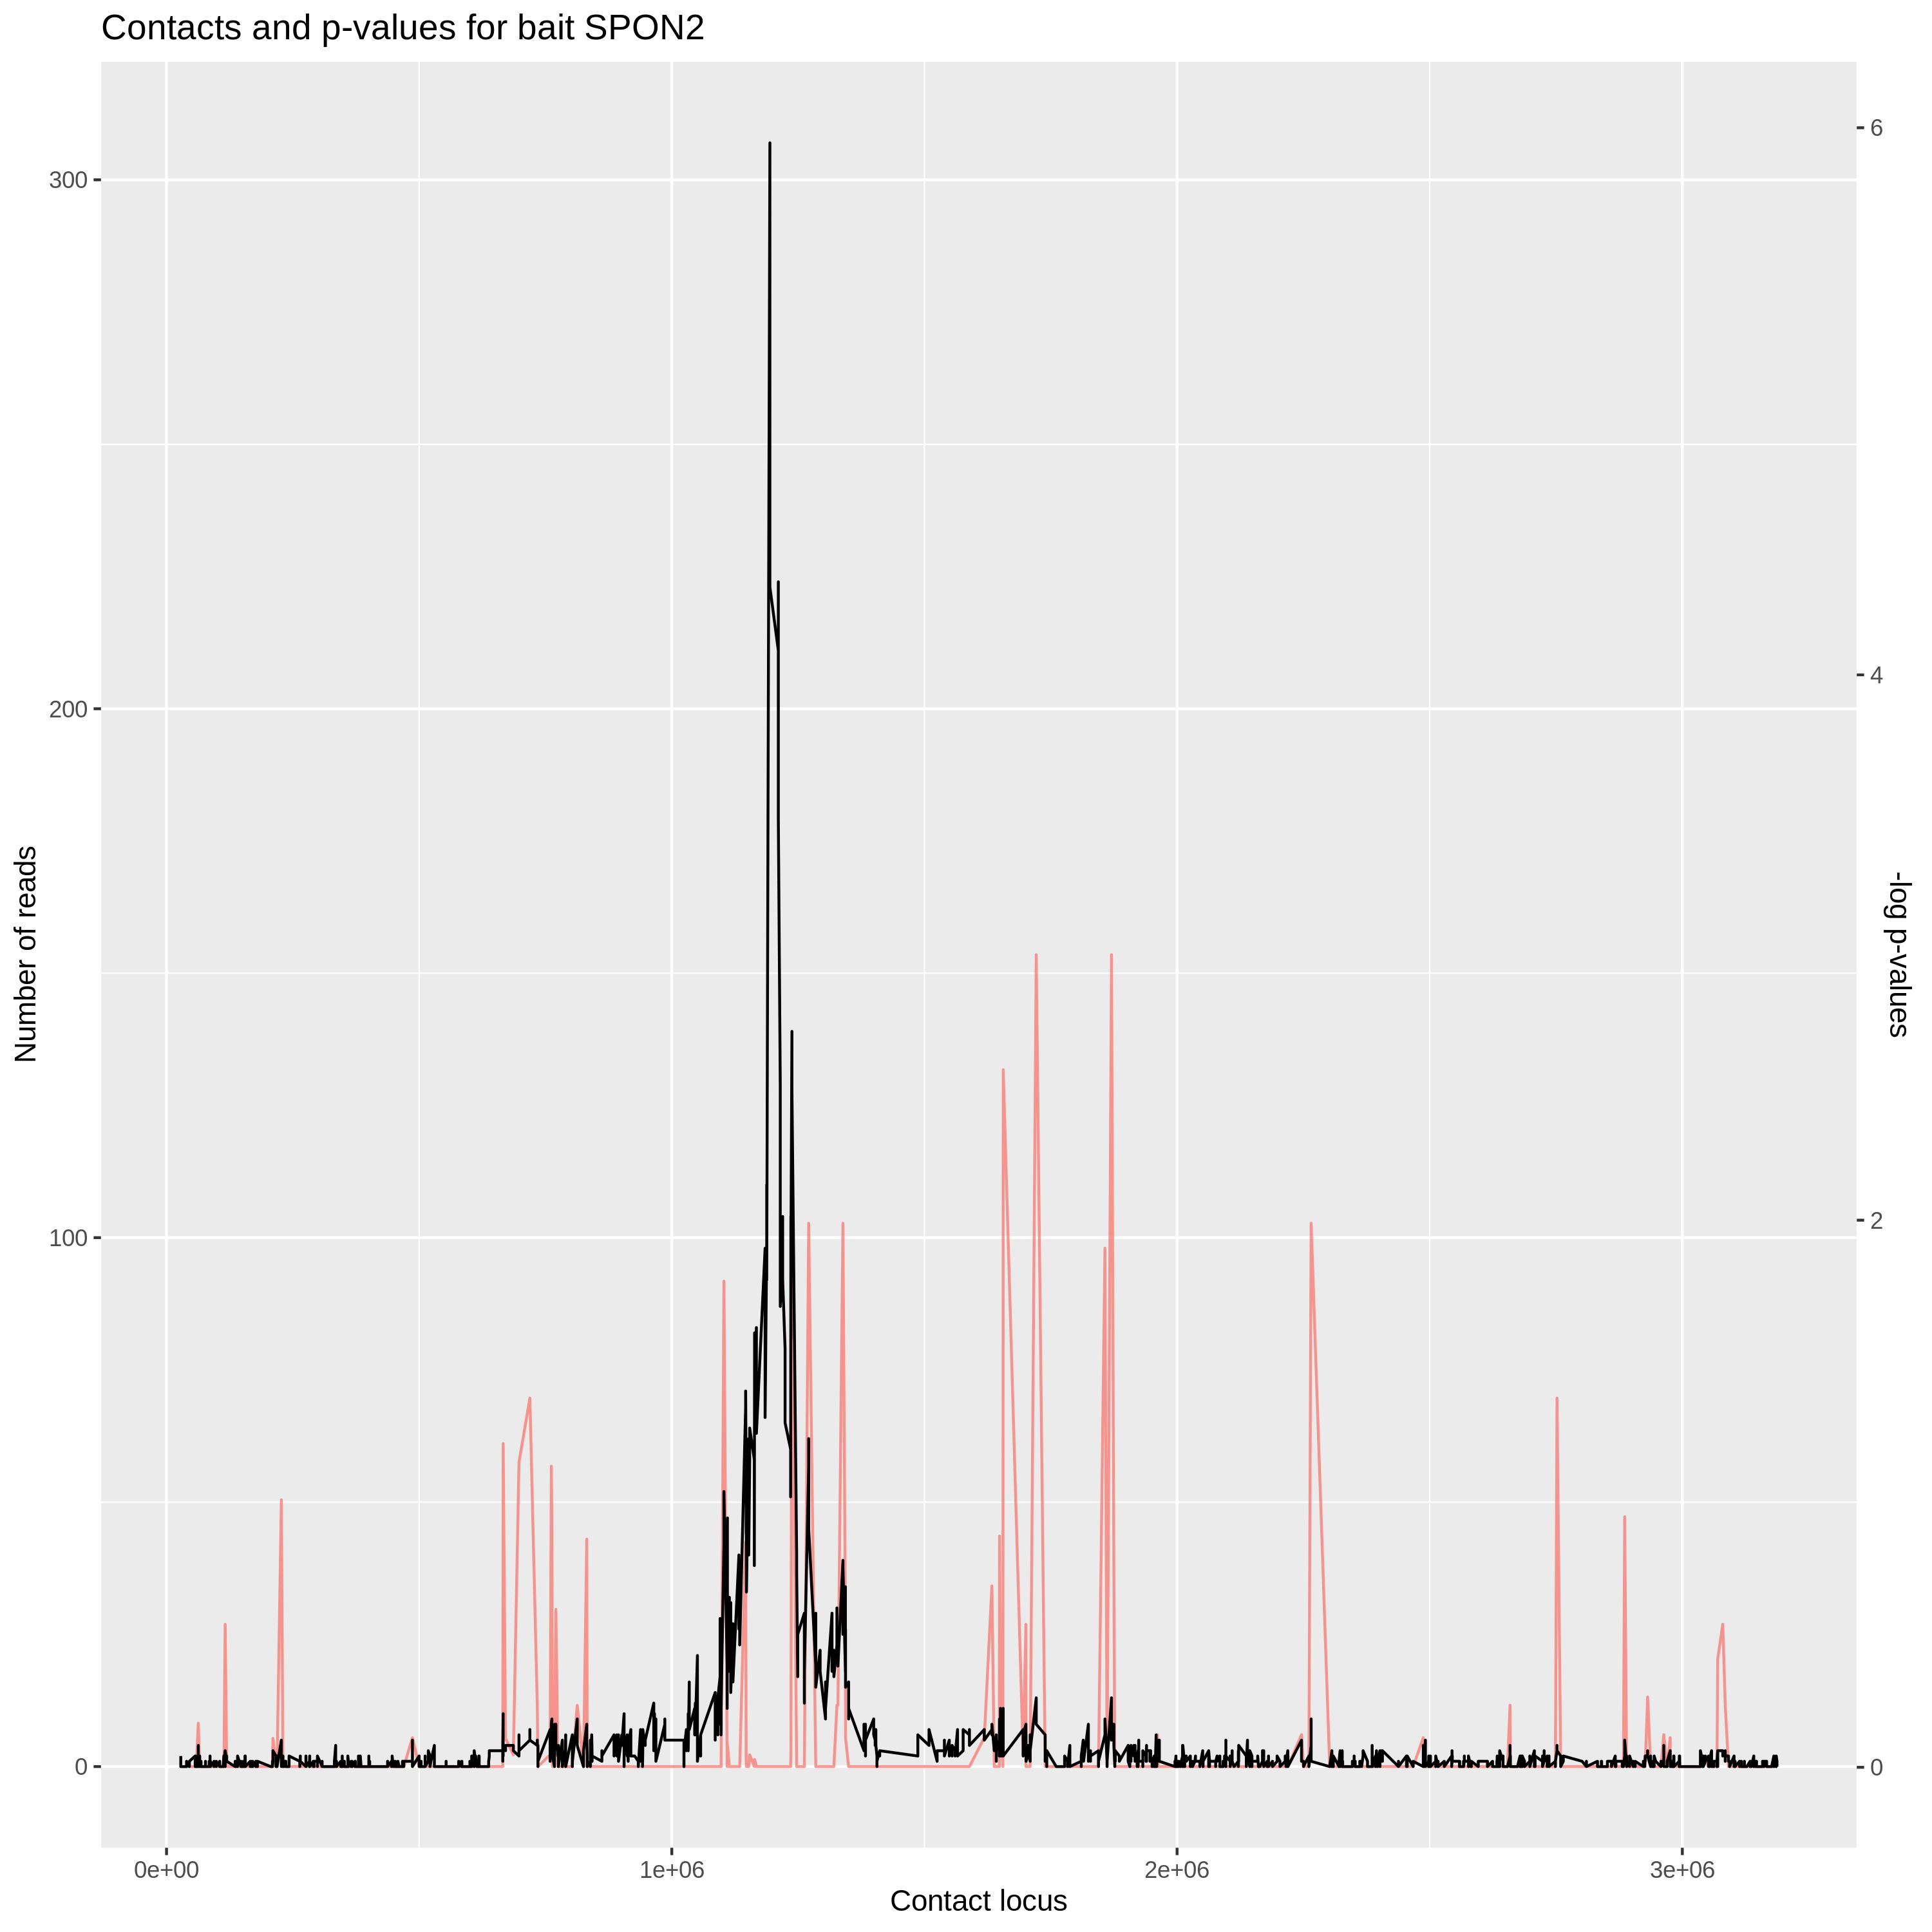 Contacts and p-values for bait SPON2
300
200
100
0
Number of reads
6
4
2
0
-log p-values
0e+00
1e+06
2e+06
3e+06
Contact locus